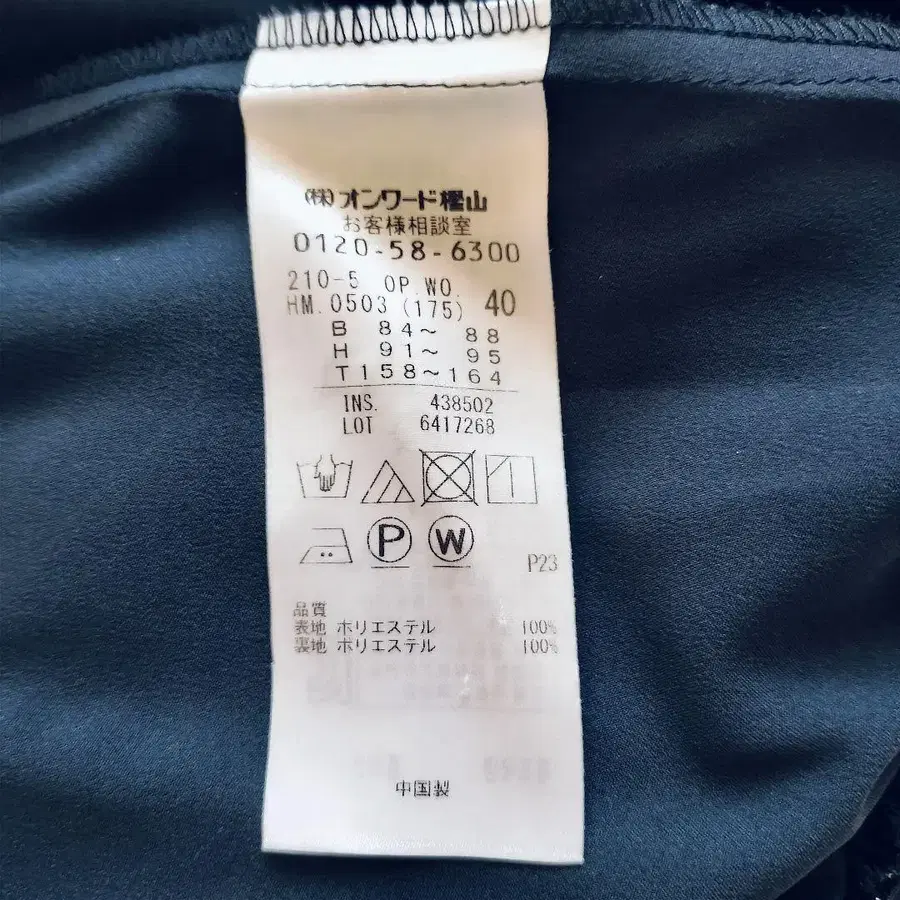 (株)オンワード樫山
お客様相談室
0120-58-6300
210-5 OP.WO.
HM.0503 (175) 40
B 84～ 88
H 91～ 95
T158～164
INS. 438502
LOT 6417268
P W
P23
品質
表地 ポリエステル 100%
裏地 ポリエステル 100%
中国製